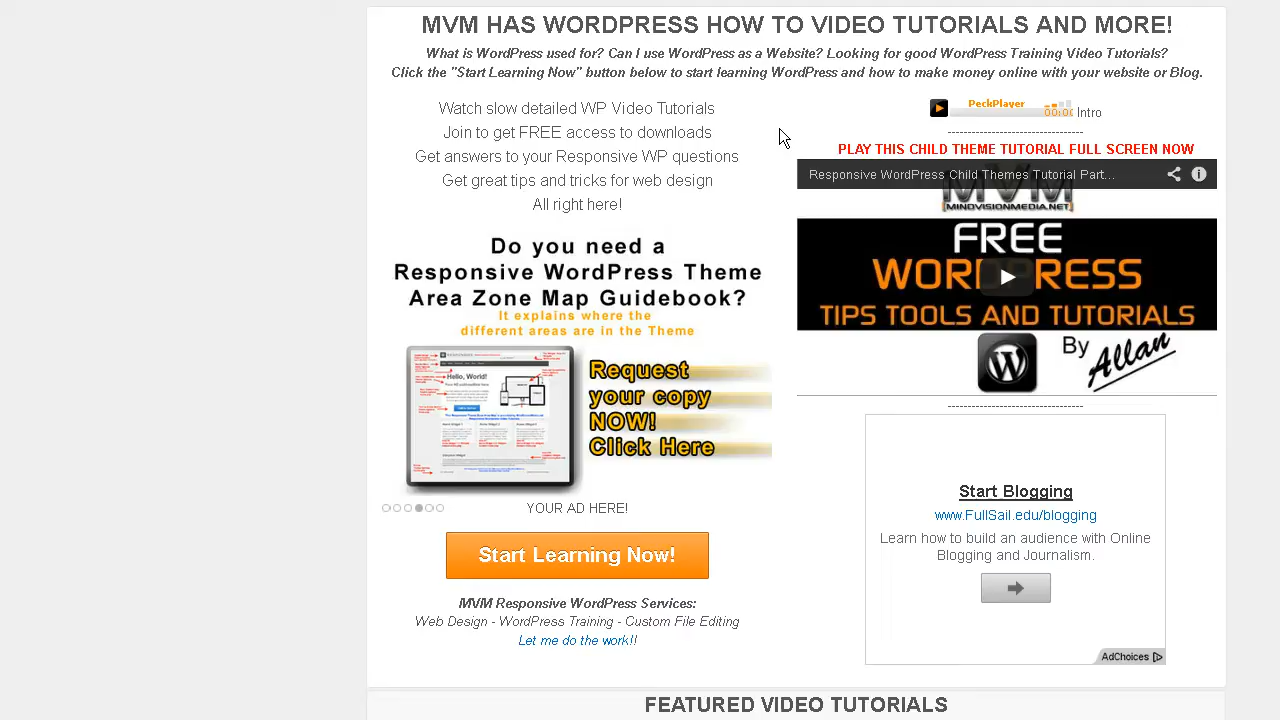 MVM HAS WORDPRESS HOW TO VIDEO TUTORIALS AND MORE!
What is WordPress used for? Can I use WordPress as a Website? Looking for good WordPress Training Video Tutorials?
Click the "Start Learning Now" button below to start learning WordPress and how to make money online with your website or Blog.
Watch slow detailed WP Video Tutorials
Join to get FREE access to downloads
Get answers to your Responsive WP questions
Get great tips and tricks for web design
All right here!
Do you need a
Responsive WordPress Theme
Area Zone Map Guidebook?
It explains where the
different areas are in the Theme
Hello, World!
Request
your copy
NOW!
Click Here
YOUR AD HERE!
Start Learning Now!
MVM Responsive WordPress Services:
Web Design - WordPress Training - Custom File Editing
Let me do the work!!
PeckPlayer
00:00
Intro
PLAY THIS CHILD THEME TUTORIAL FULL SCREEN NOW
Responsive WordPress Child Themes Tutorial Part...
MVM
MINDVISIONMEDIA.NET
FREE
WORDPRESS
TIPS TOOLS AND TUTORIALS
By Allan
Start Blogging
www.FullSail.edu/blogging
Learn how to build an audience with Online
Blogging and Journalism.
AdChoices
FEATURED VIDEO TUTORIALS